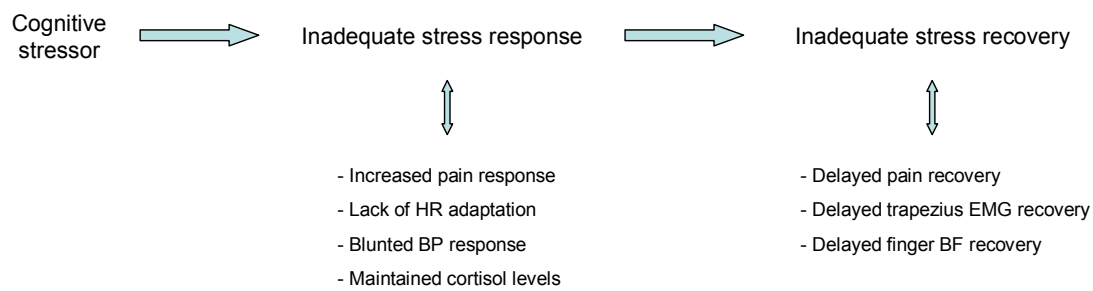 Cognitive
stressor
Inadequate stress response
Inadequate stress recovery
- Increased pain response
- Lack of HR adaptation
- Blunted BP response
- Maintained cortisol levels
- Delayed pain recovery
- Delayed trapezius EMG recovery
- Delayed finger BF recovery